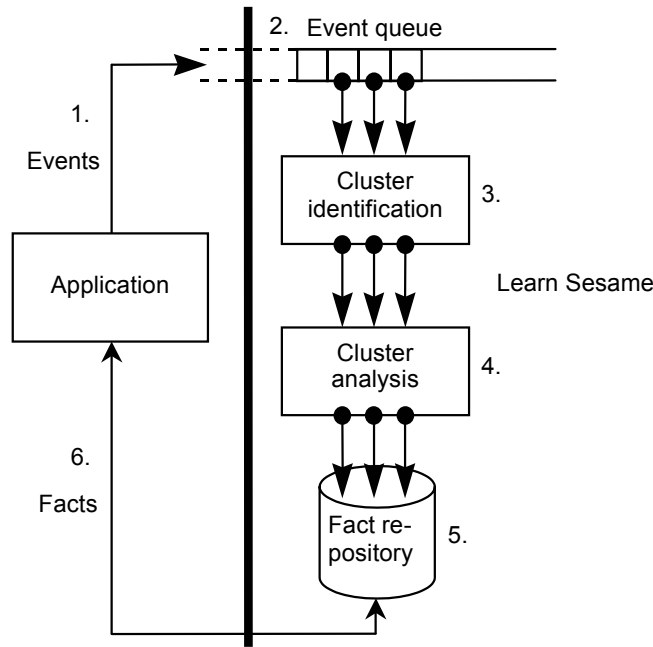 2. Event queue
1.
Events
Cluster
identification
3.
Application
Learn Sesame
Cluster
analysis
4.
6.
Facts
Fact re-
pository
5.